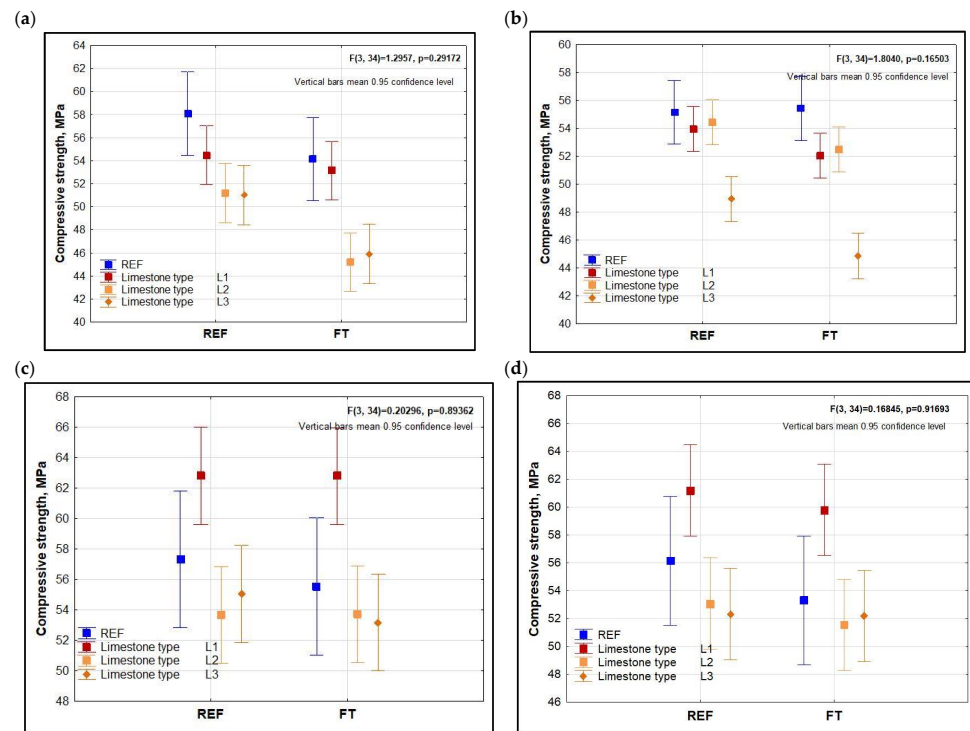 (a)
F(3, 34)=1.2957, p=0.29172
Vertical bars mean 0.95 confidence level
Compressive strength, MPa
64
62
60
58
56
54
52
50
48
46
44
42
40
REF
Limestone type L1
Limestone type L2
Limestone type L3
REF FT
(b)
F(3, 34)=1.8040, p=0.16503
Vertical bars mean 0.95 confidence level
Compressive strength, MPa
60
58
56
54
52
50
48
46
44
42
40
REF
Limestone type L1
Limestone type L2
Limestone type L3
REF FT
(c)
F(3, 34)=0.20296, p=0.89362
Vertical bars mean 0.95 confidence level
Compressive strength, MPa
68
66
64
62
60
58
56
54
52
50
48
REF
Limestone type L1
Limestone type L2
Limestone type L3
REF FT
(d)
F(3, 34)=0.16845, p=0.91693
Vertical bars mean 0.95 confidence level
Compressive strength, MPa
68
66
64
62
60
58
56
54
52
50
48
46
REF
Limestone type L1
Limestone type L2
Limestone type L3
REF FT